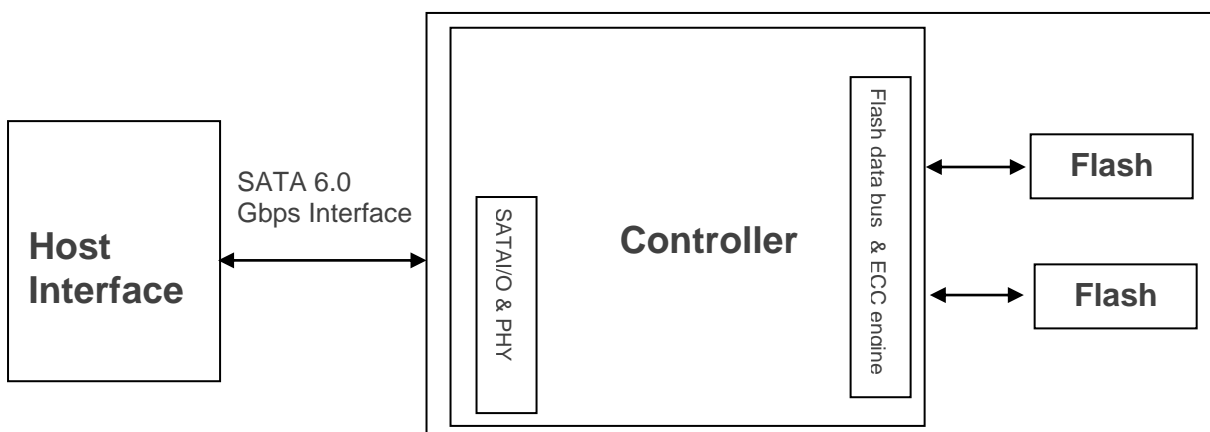 Host
Interface
SATA 6.0
Gbps Interface
SATAI/O & PHY
Controller
Flash data bus & ECC engine
Flash
Flash